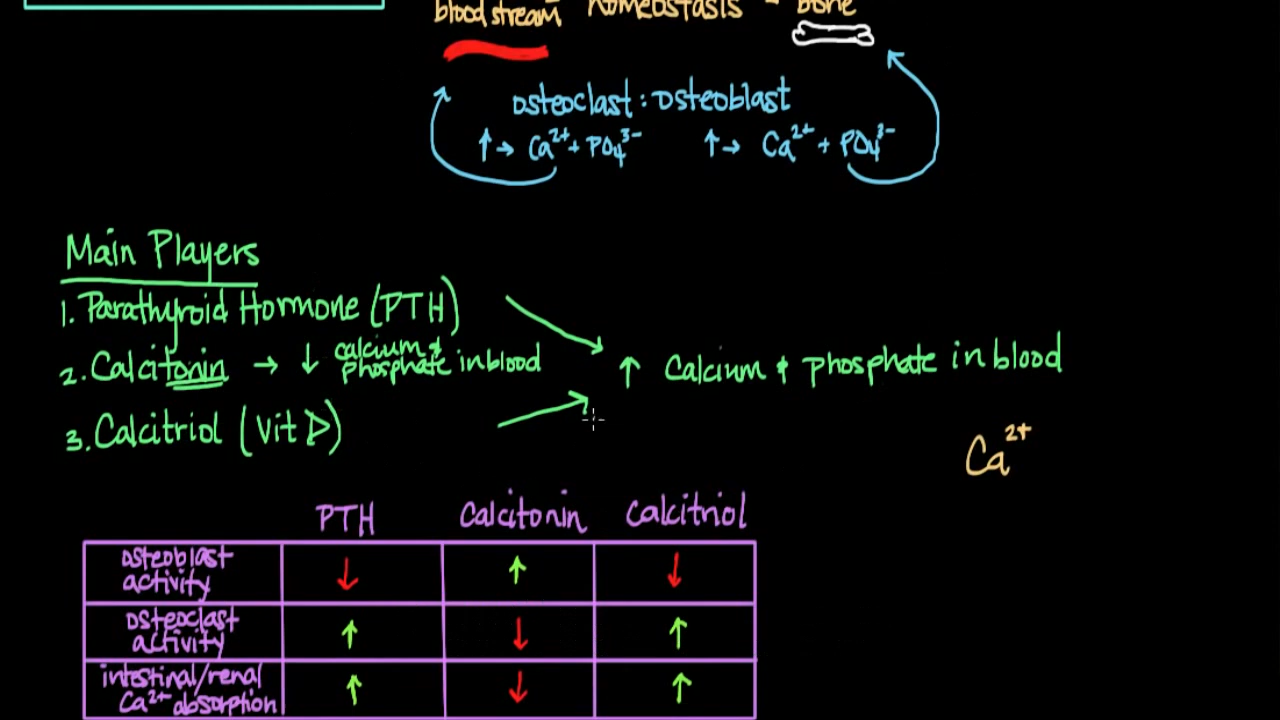 blood stream homeostasis - bone
osteoclast : osteoblast
↑ → Ca²⁺ + PO₄³⁻ ↑ → Ca²⁺ + PO₄³⁻
Main Players
1. Parathyroid Hormone (PTH)
2. Calcitonin → ↓ calcium & phosphate in blood
↑ Calcium & phosphate in blood
3. Calcitriol (Vit D)
Ca²⁺
PTH Calcitonin Calcitriol
osteoblast activity ↓ ↑ ↓
osteoclast activity ↑ ↓ ↑
intestinal/renal Ca²⁺ absorption ↑ ↓ ↑